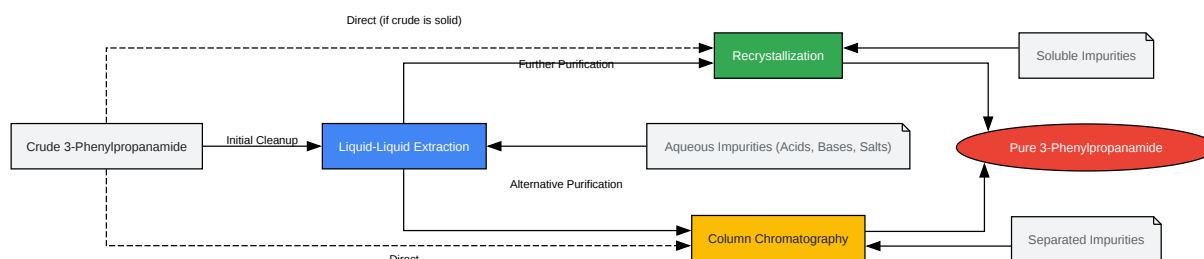 Direct (if crude is solid)
Recrystallization
Soluble Impurities
Further Purification
Crude 3-Phenylpropanamide
Initial Cleanup
Liquid-Liquid Extraction
Aqueous Impurities (Acids, Bases, Salts)
Pure 3-Phenylpropanamide
Alternative Purification
Column Chromatography
Separated Impurities
Direct